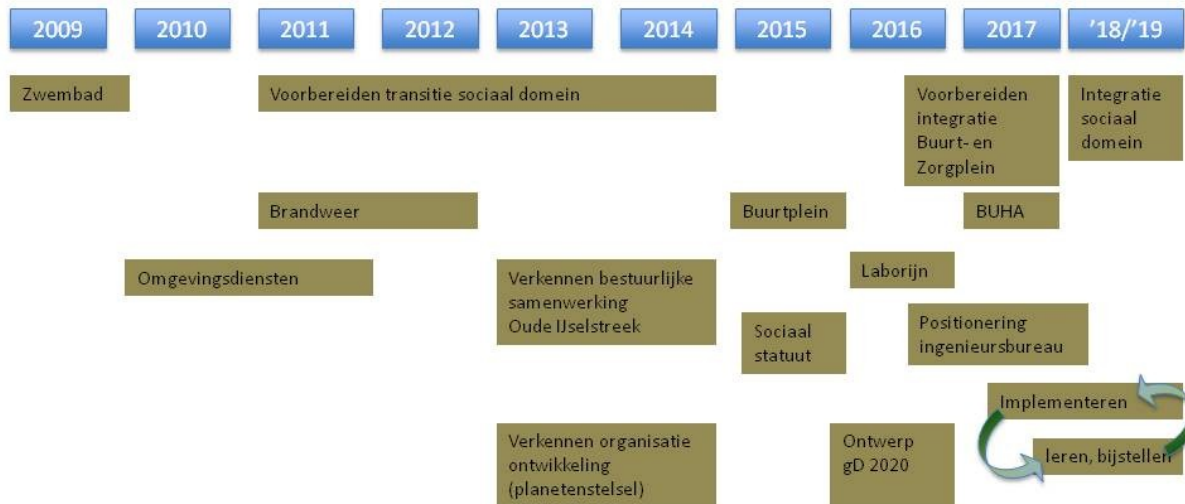 2009 2010 2011 2012 2013 2014 2015 2016 2017 '18/'19
Zwembad
Voorbereiden transitie sociaal domein
Voorbereiden
integratie
Buurt- en
Zorgplein
Integratie
sociaal
domein
Brandweer
Buurtplein
BUHA
Omgevingsdiensten
Verkennen bestuurlijke
samenwerking
Oude IJselstreek
Laborijn
Sociaal
statuut
Positionering
ingenieursbureau
Implementeren
leren, bijstellen
Verkennen organisatie
ontwikkeling
(planetenstelsel)
Ontwerp
gD 2020